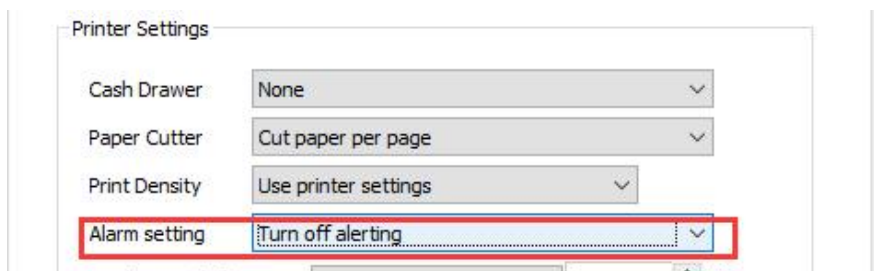 Printer Settings
Cash Drawer None
Paper Cutter Cut paper per page
Print Density Use printer settings
Alarm setting Turn off alerting